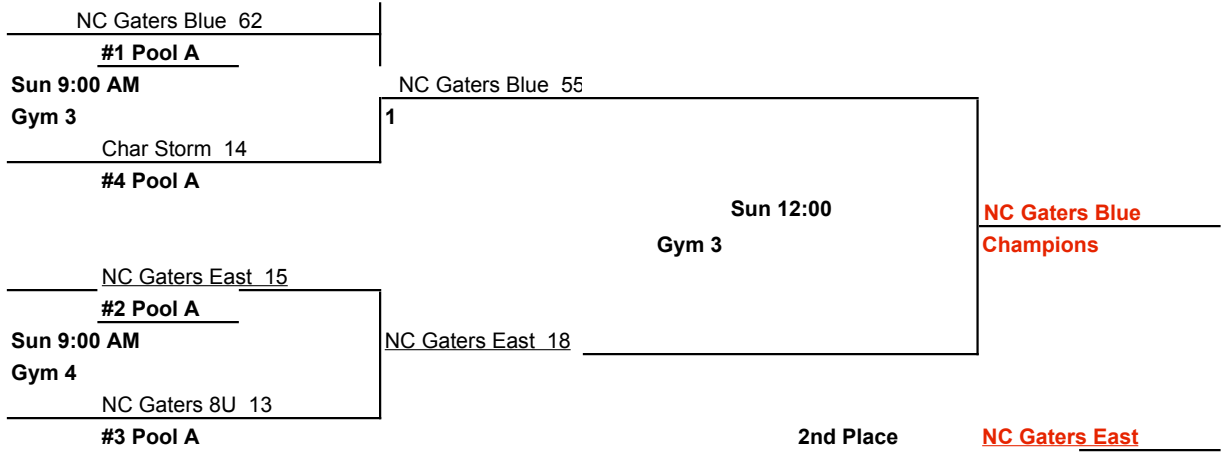 NC Gaters Blue 62
#1 Pool A
Sun 9:00 AM
NC Gaters Blue 55
Gym 3
1
Char Storm 14
#4 Pool A
Sun 12:00
NC Gaters Blue
Gym 3
Champions
NC Gaters East 15
#2 Pool A
Sun 9:00 AM
NC Gaters East 18
Gym 4
NC Gaters 8U 13
#3 Pool A
2nd Place
NC Gaters East